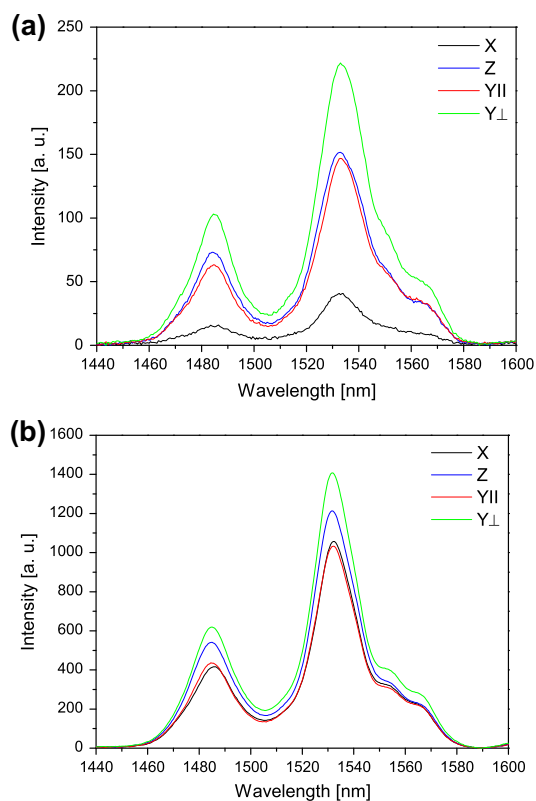 (a)
250
200
150
100
50
0
Intensity [a. u.]
X
Z
YII
Y⊥
1440 1460 1480 1500 1520 1540 1560 1580 1600
Wavelength [nm]
(b)
1600
1400
1200
1000
800
600
400
200
0
Intensity [a. u.]
X
Z
YII
Y⊥
1440 1460 1480 1500 1520 1540 1560 1580 1600
Wavelength [nm]